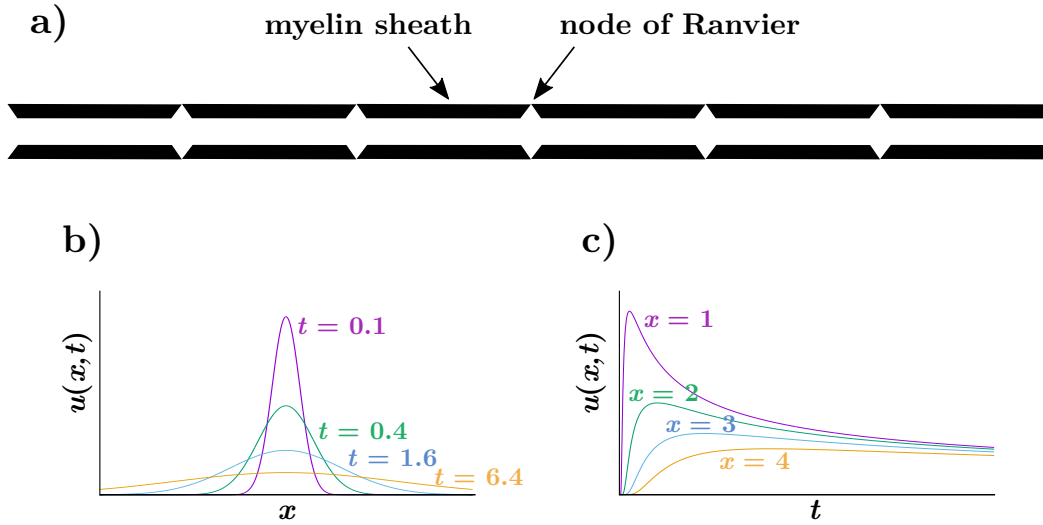 a)
myelin sheath
node of Ranvier
b)
u(x,t)
t = 0.1
t = 0.4
t = 1.6
t = 6.4
x
c)
u(x,t)
x = 1
x = 2
x = 3
x = 4
t